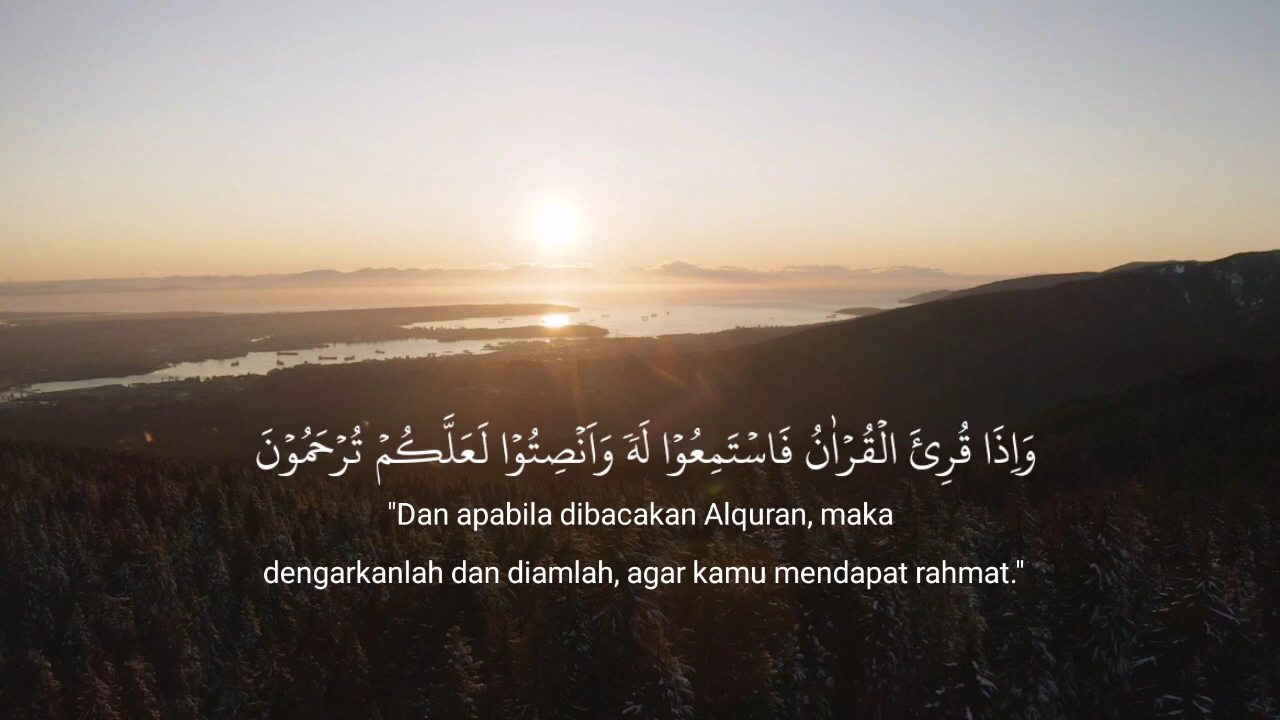 وَاِذَا قُرِئَ الْقُرْاٰنُ فَاسْتَمِعُوْا لَهٗ وَاَنْصِتُوْا لَعَلَّكُمْ تُرْحَمُوْنَ
"Dan apabila dibacakan Alquran, maka
dengarkanlah dan diamlah, agar kamu mendapat rahmat."